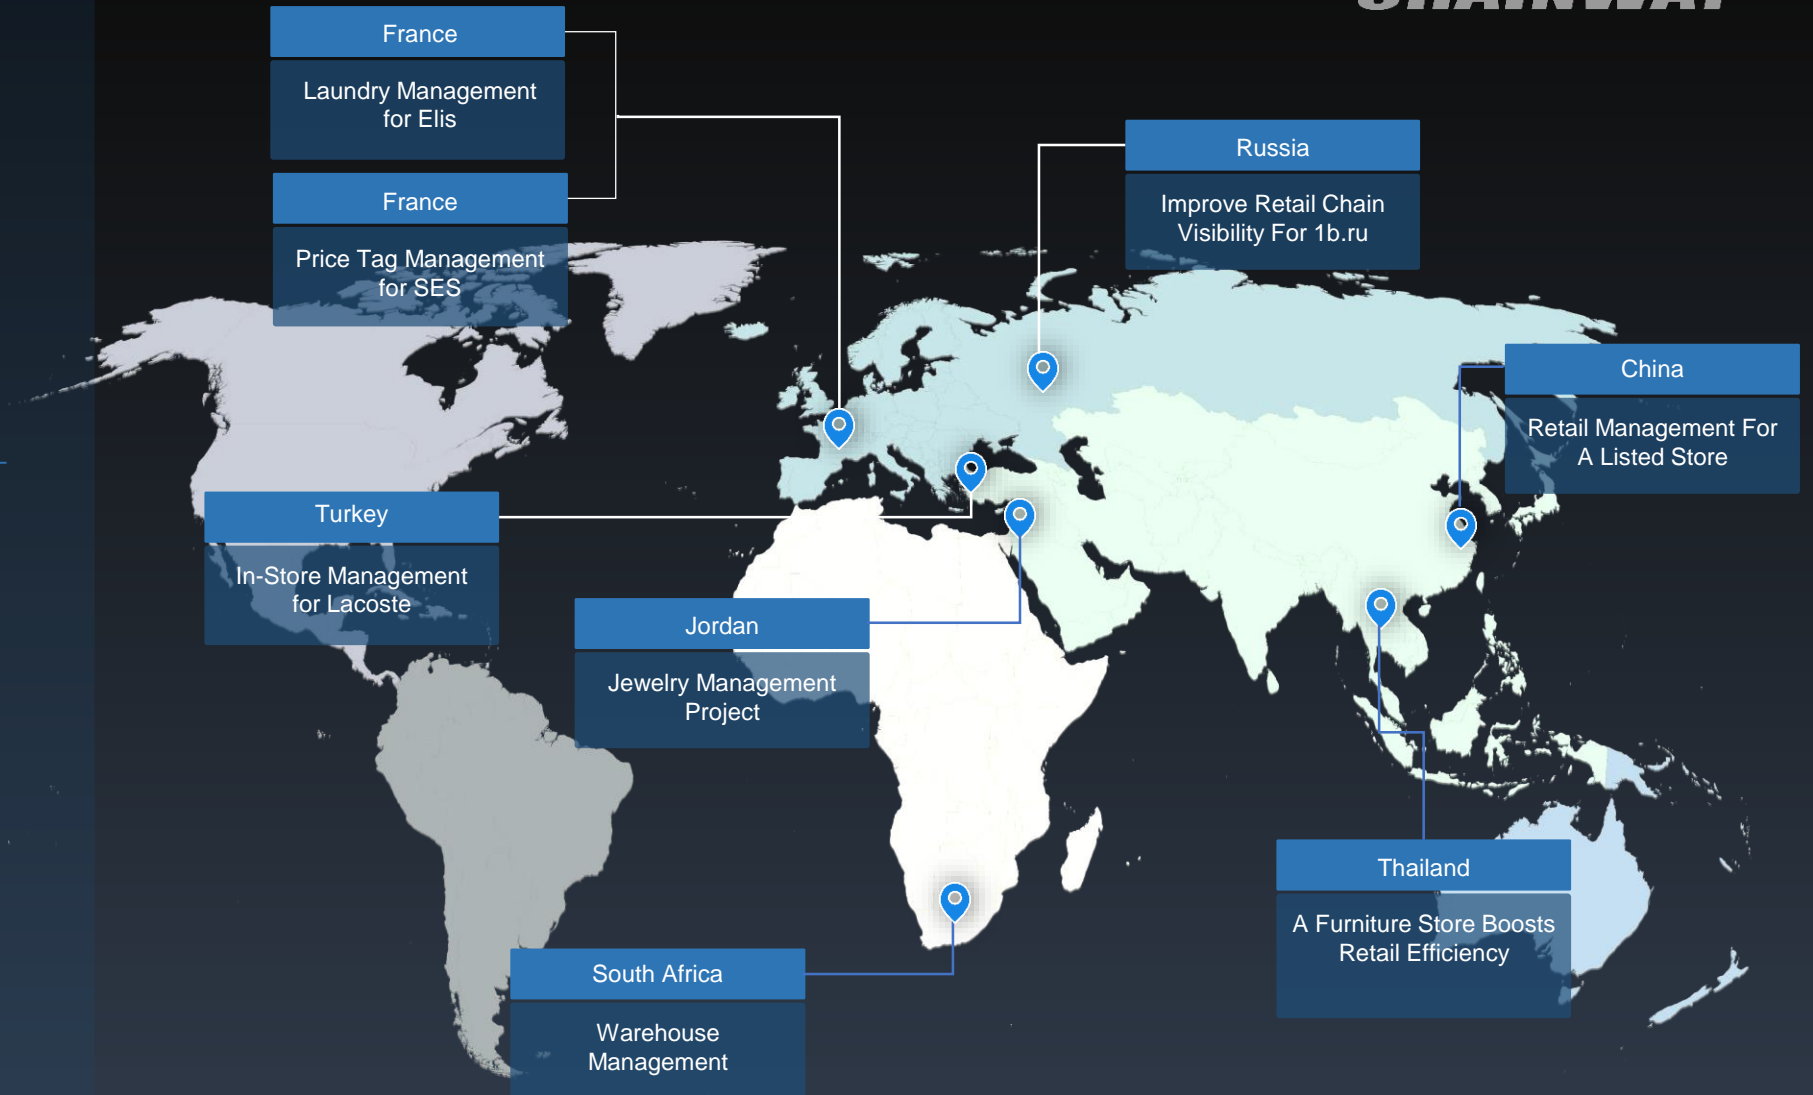 CHAINWAY
France
Laundry Management
for Elis
France
Price Tag Management
for SES
Russia
Improve Retail Chain
Visibility For 1b.ru
China
Retail Management For
A Listed Store
Turkey
In-Store Management
for Lacoste
Jordan
Jewelry Management
Project
Thailand
A Furniture Store Boosts
Retail Efficiency
South Africa
Warehouse
Management